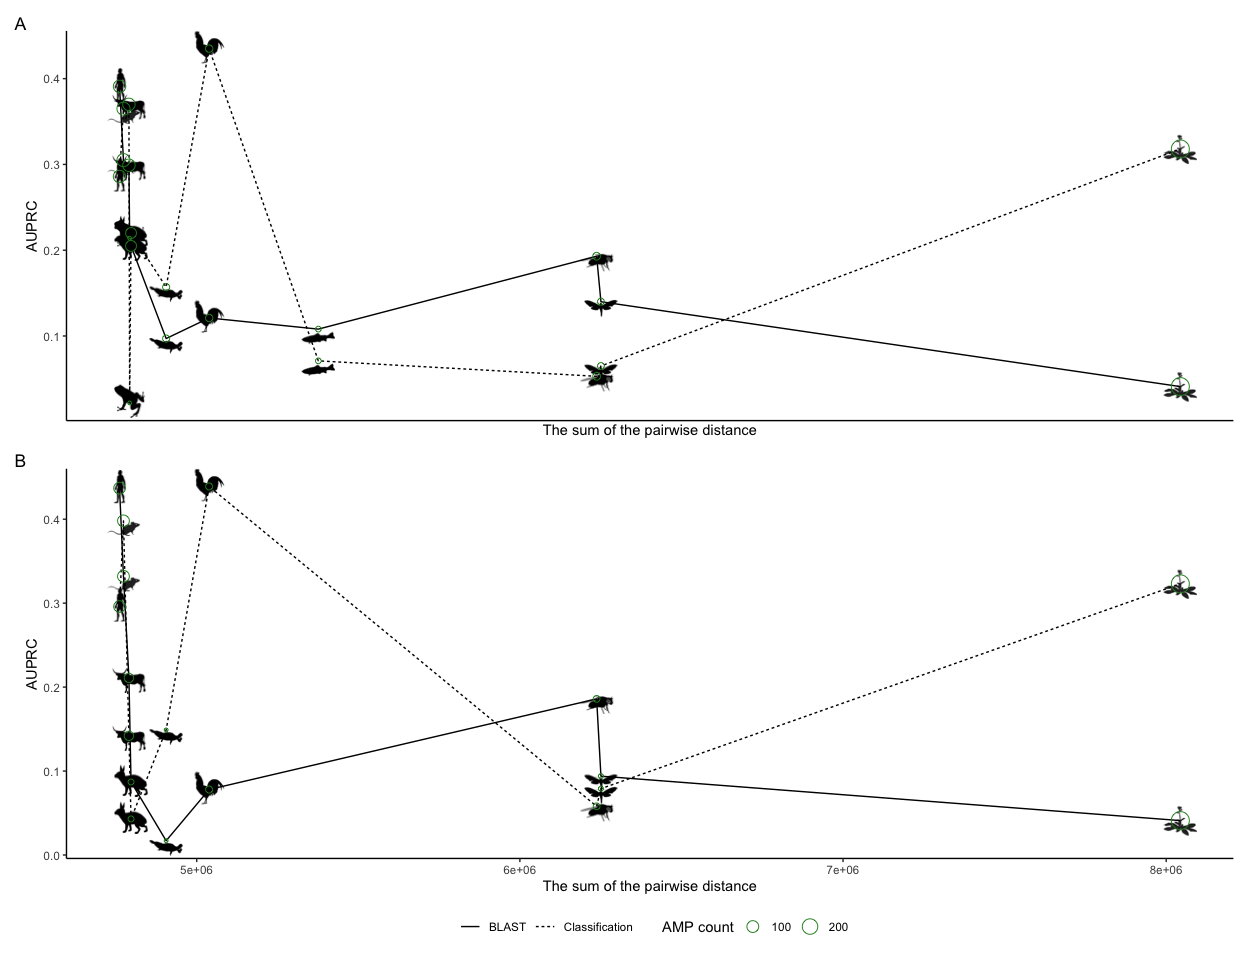 A
0.4
0.3
0.2
0.1
AUPRC
The sum of the pairwise distance
B
0.4
0.3
0.2
0.1
0.0
AUPRC
5e+06 6e+06 7e+06 8e+06
The sum of the pairwise distance
BLAST Classification AMP count 100 200